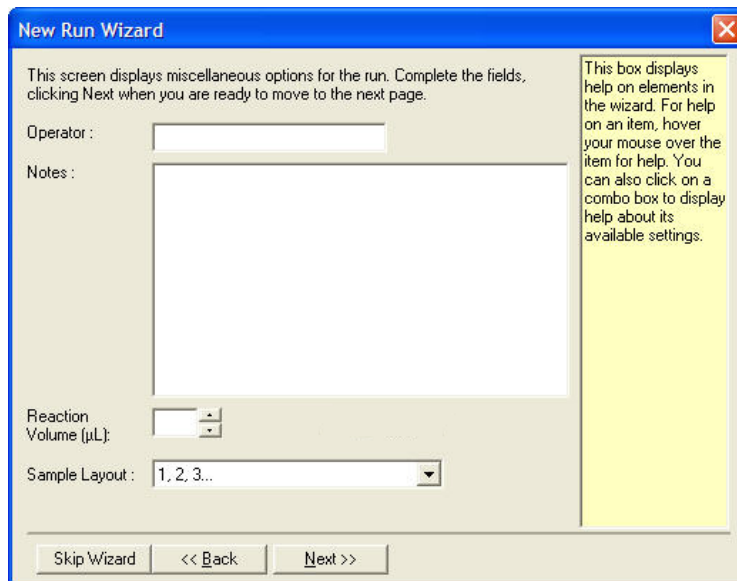 New Run Wizard
This screen displays miscellaneous options for the run. Complete the fields,
clicking Next when you are ready to move to the next page.
Operator :
Notes :
Reaction
Volume (µL):
Sample Layout :
1, 2, 3...
This box displays
help on elements in
the wizard. For help
on an item, hover
your mouse over the
item for help. You
can also click on a
combo box to display
help about its
available settings.
Skip Wizard
<< Back
Next >>